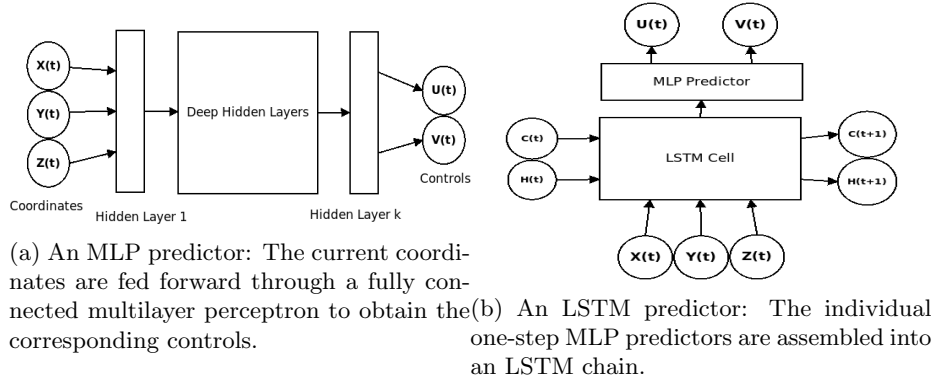 X(t)
Y(t)
Z(t)
Coordinates
Hidden Layer 1
Deep Hidden Layers
Hidden Layer k
U(t)
V(t)
Controls
(a) An MLP predictor: The current coordi-
nates are fed forward through a fully con-
nected multilayer perceptron to obtain the
corresponding controls.
U(t)
V(t)
MLP Predictor
C(t)
H(t)
LSTM Cell
C(t+1)
H(t+1)
X(t)
Y(t)
Z(t)
(b) An LSTM predictor: The individual
one-step MLP predictors are assembled into
an LSTM chain.